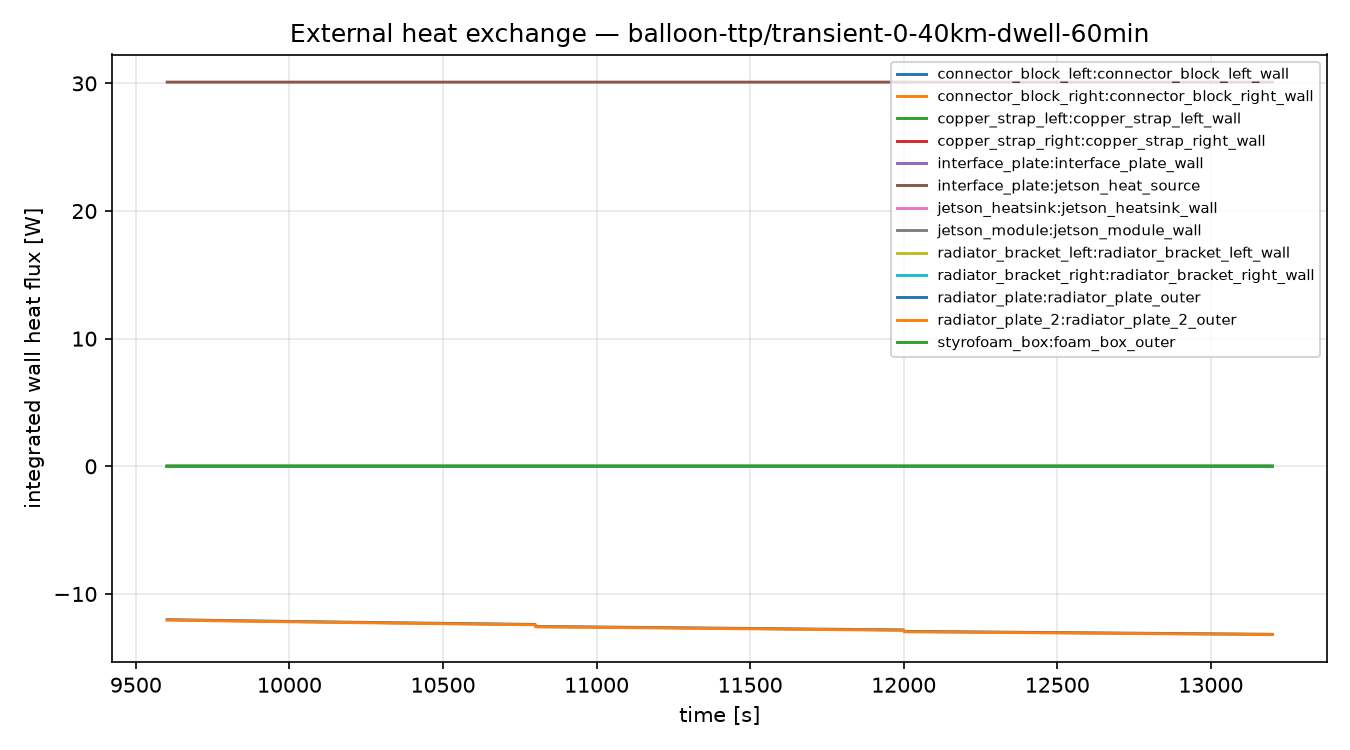 External heat exchange — balloon-ttp/transient-0-40km-dwell-60min
integrated wall heat flux [W]
30
20
10
0
−10
connector_block_left:connector_block_left_wall
connector_block_right:connector_block_right_wall
copper_strap_left:copper_strap_left_wall
copper_strap_right:copper_strap_right_wall
interface_plate:interface_plate_wall
interface_plate:jetson_heat_source
jetson_heatsink:jetson_heatsink_wall
jetson_module:jetson_module_wall
radiator_bracket_left:radiator_bracket_left_wall
radiator_bracket_right:radiator_bracket_right_wall
radiator_plate:radiator_plate_outer
radiator_plate_2:radiator_plate_2_outer
styrofoam_box:foam_box_outer
9500 10000 10500 11000 11500 12000 12500 13000
time [s]